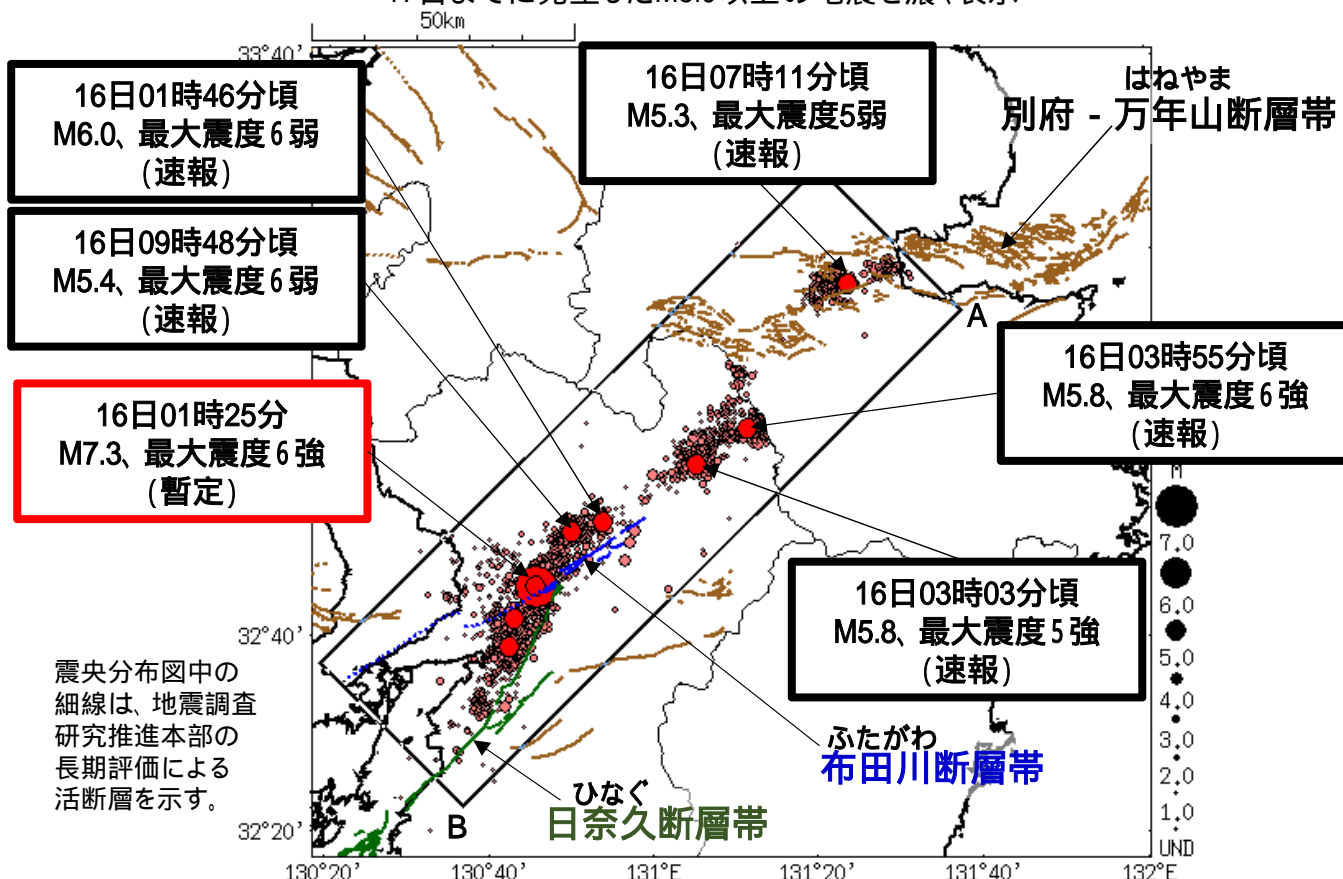 50km
33°40'
16日01時46分頃
M6.0、最大震度6弱
(速報)
16日07時11分頃
M5.3、最大震度5弱
(速報)
はねやま
別府 - 万年山断層帯
16日09時48分頃
M5.4、最大震度6弱
(速報)
A
16日03時55分頃
M5.8、最大震度6強
(速報)
16日01時25分
M7.3、最大震度6強
(暫定)
M
7.0
6.0
5.0
4.0
3.0
2.0
1.0
UND
16日03時03分頃
M5.8、最大震度5強
(速報)
32°40'
震央分布図中の
細線は、地震調査
研究推進本部の
長期評価による
活断層を示す。
ふたがわ
布田川断層帯
ひなぐ
日奈久断層帯
B
32°20'
130°20'
130°40'
131°E
131°20'
131°40'
132°E